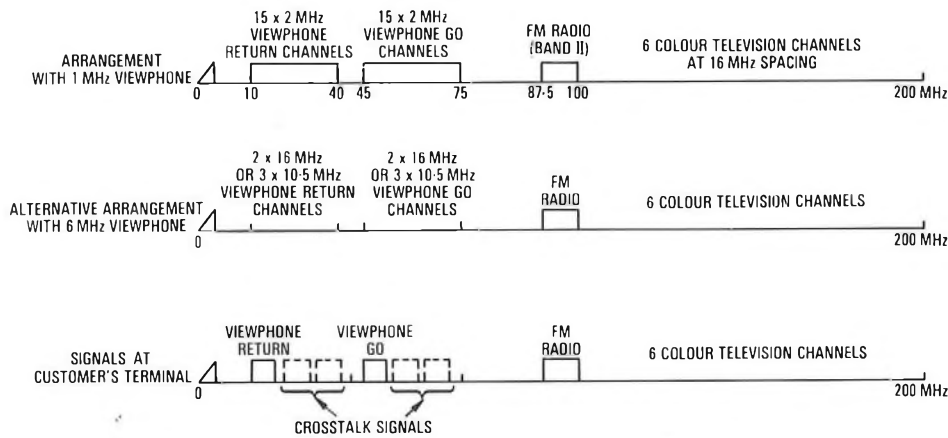 15 x 2 MHz
VIEWPHONE
RETURN CHANNELS
15 x 2 MHz
VIEWPHONE GO
CHANNELS
FM RADIO
(BAND II)
6 COLOUR TELEVISION CHANNELS
AT 16 MHz SPACING
ARRANGEMENT
WITH 1 MHz VIEWPHONE
0 10 40 45 75 87·5 100 200 MHz
2 x 16 MHz
OR 3 x 10·5 MHz
VIEWPHONE RETURN
CHANNELS
2 x 16 MHz
OR 3 x 10·5 MHz
VIEWPHONE GO
CHANNELS
FM
RADIO
6 COLOUR TELEVISION CHANNELS
ALTERNATIVE ARRANGEMENT
WITH 6 MHz VIEWPHONE
0 200 MHz
VIEWPHONE
RETURN
VIEWPHONE
GO
FM
RADIO
6 COLOUR TELEVISION CHANNELS
SIGNALS AT
CUSTOMER'S TERMINAL
0 200 MHz
CROSSTALK SIGNALS